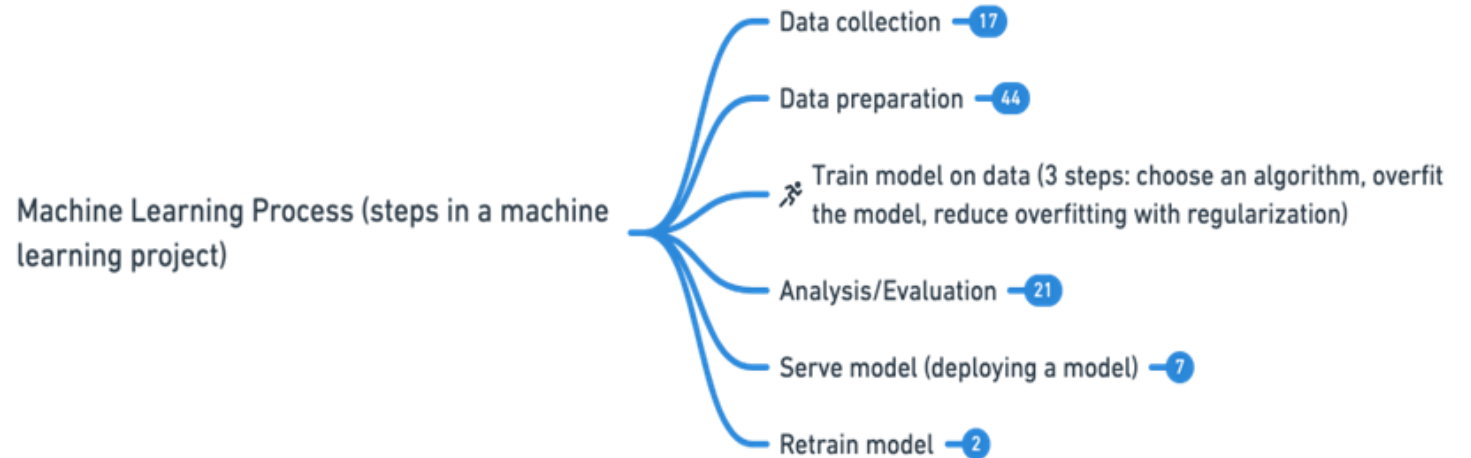 Machine Learning Process (steps in a machine
learning project)
Data collection 17
Data preparation 44
Train model on data (3 steps: choose an algorithm, overfit
the model, reduce overfitting with regularization)
Analysis/Evaluation 21
Serve model (deploying a model) 7
Retrain model 2